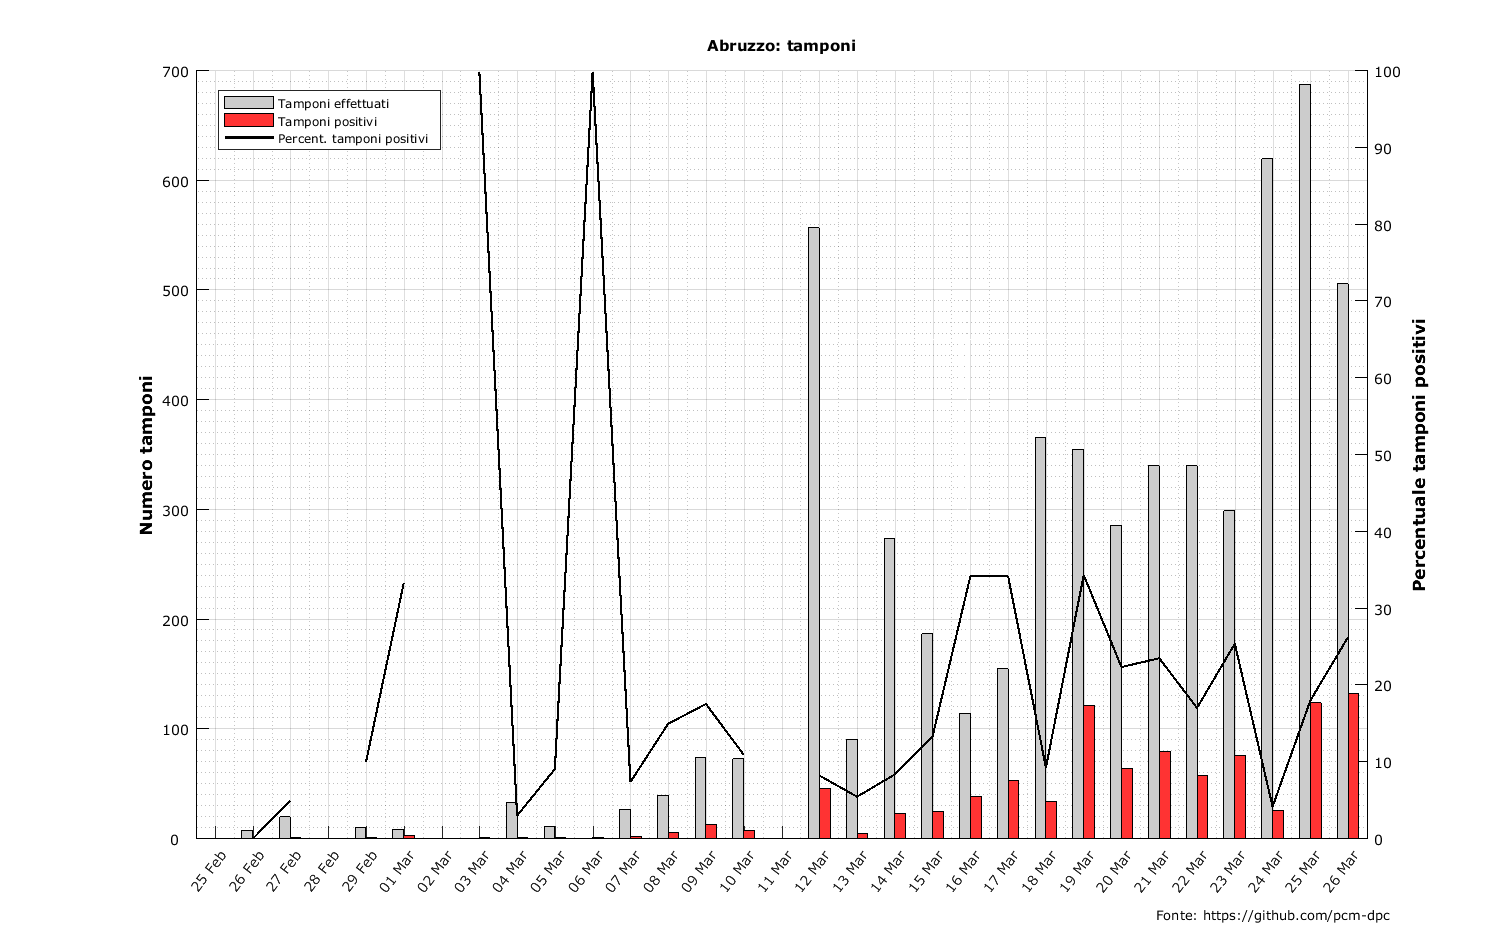 Abruzzo: tamponi
Tamponi effettuati
Tamponi positivi
Percent. tamponi positivi
Numero tamponi
700
600
500
400
300
200
100
0
Percentuale tamponi positivi
100
90
80
70
60
50
40
30
20
10
0
25 Feb
26 Feb
27 Feb
28 Feb
29 Feb
01 Mar
02 Mar
03 Mar
04 Mar
05 Mar
06 Mar
07 Mar
08 Mar
09 Mar
10 Mar
11 Mar
12 Mar
13 Mar
14 Mar
15 Mar
16 Mar
17 Mar
18 Mar
19 Mar
20 Mar
21 Mar
22 Mar
23 Mar
24 Mar
25 Mar
26 Mar
Fonte: https://github.com/pcm-dpc